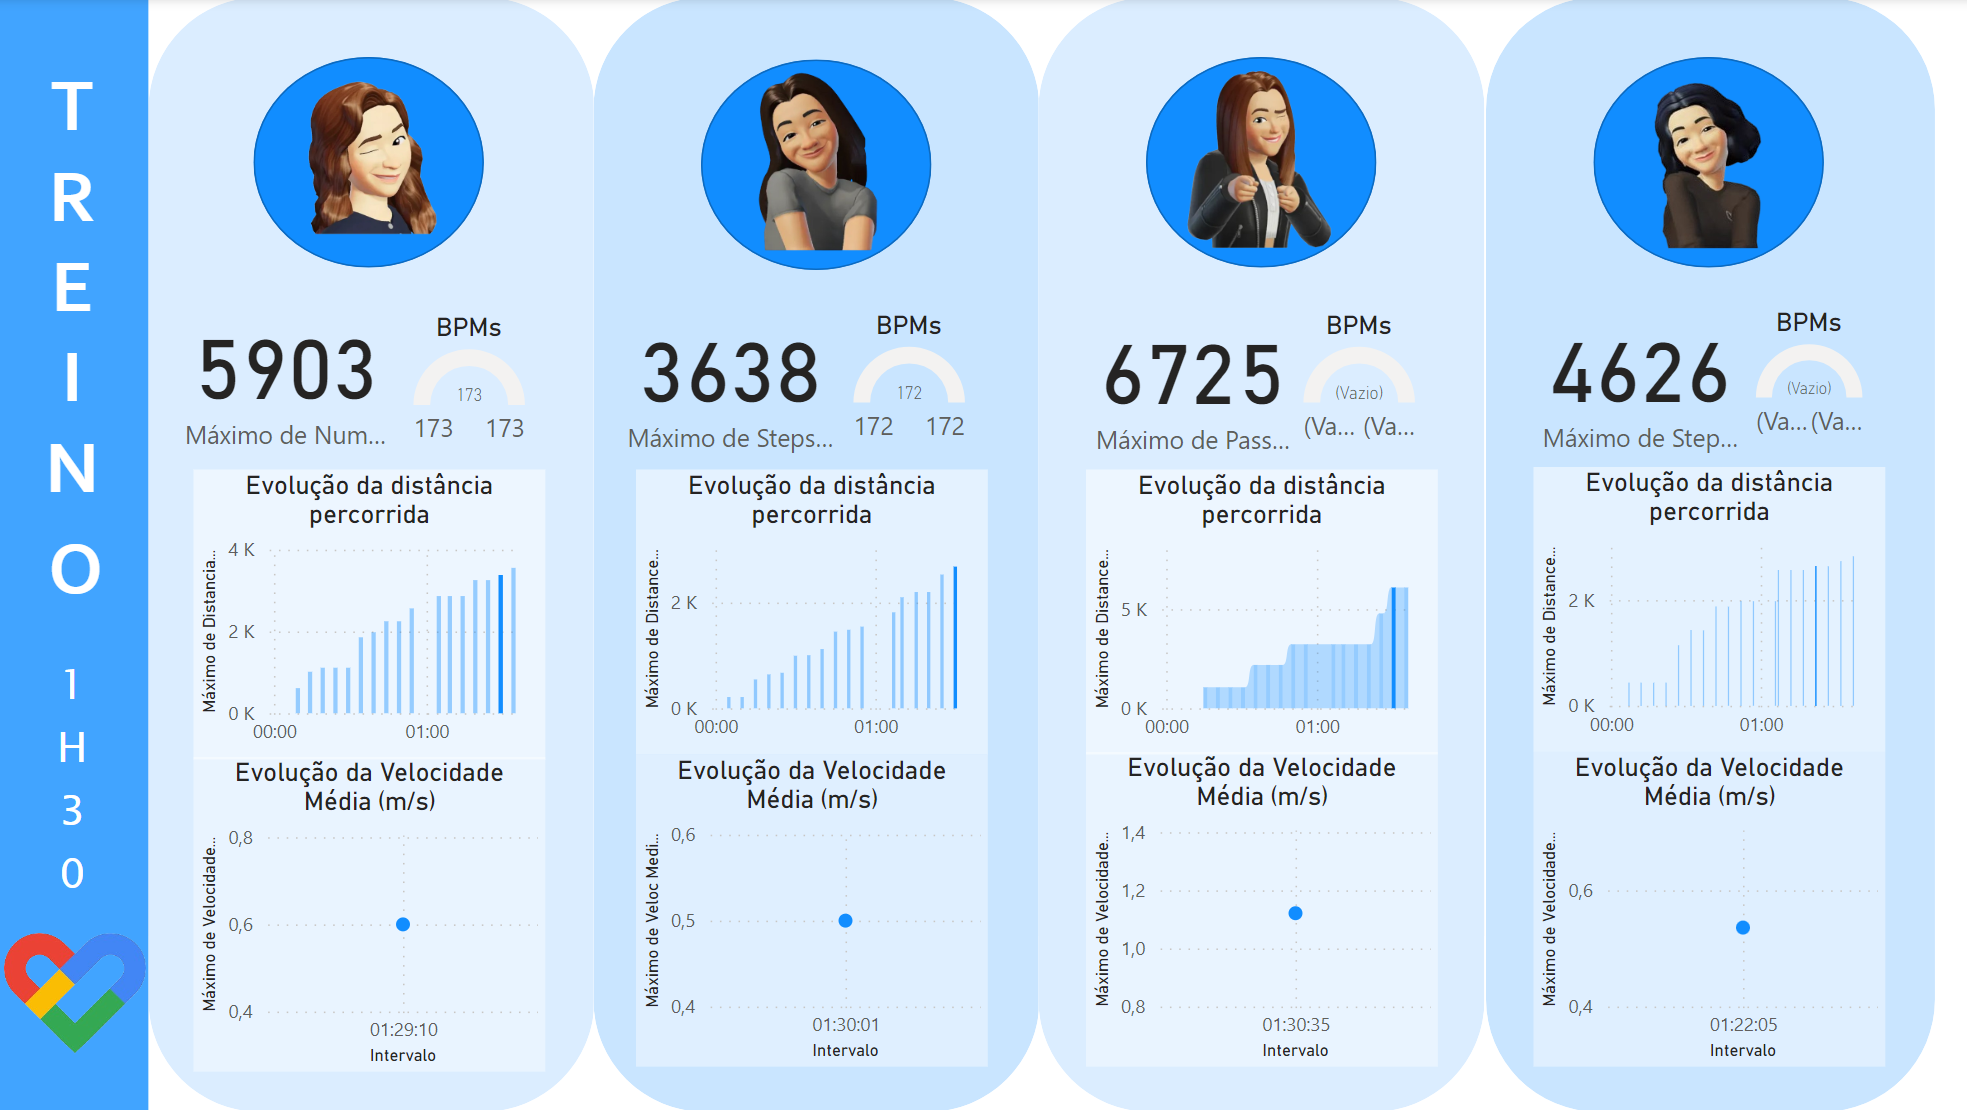 TREINO
1H30
5903
Máximo de Num...
BPMs
173
173
173
Evolução da distância
percorrida
Máximo de Distancia...
4 K
2 K
0 K
00:00
01:00
Evolução da Velocidade
Média (m/s)
Máximo de Velocidade...
0,8
0,6
0,4
01:29:10
Intervalo
3638
Máximo de Steps...
BPMs
172
172
172
Evolução da distância
percorrida
Máximo de Distance...
2 K
0 K
00:00
01:00
Evolução da Velocidade
Média (m/s)
Máximo de Veloc Medi...
0,6
0,5
0,4
01:30:01
Intervalo
6725
Máximo de Pass...
BPMs
(Vazio)
(Va...
(Va...
Evolução da distância
percorrida
Máximo de Distance...
5 K
0 K
00:00
01:00
Evolução da Velocidade
Média (m/s)
Máximo de Velocidade...
1,4
1,2
1,0
0,8
01:30:35
Intervalo
4626
Máximo de Step...
BPMs
(Vazio)
(Va...
(Va...
Evolução da distância
percorrida
Máximo de Distance...
2 K
0 K
00:00
01:00
Evolução da Velocidade
Média (m/s)
Máximo de Velocidade...
0,6
0,4
01:22:05
Intervalo